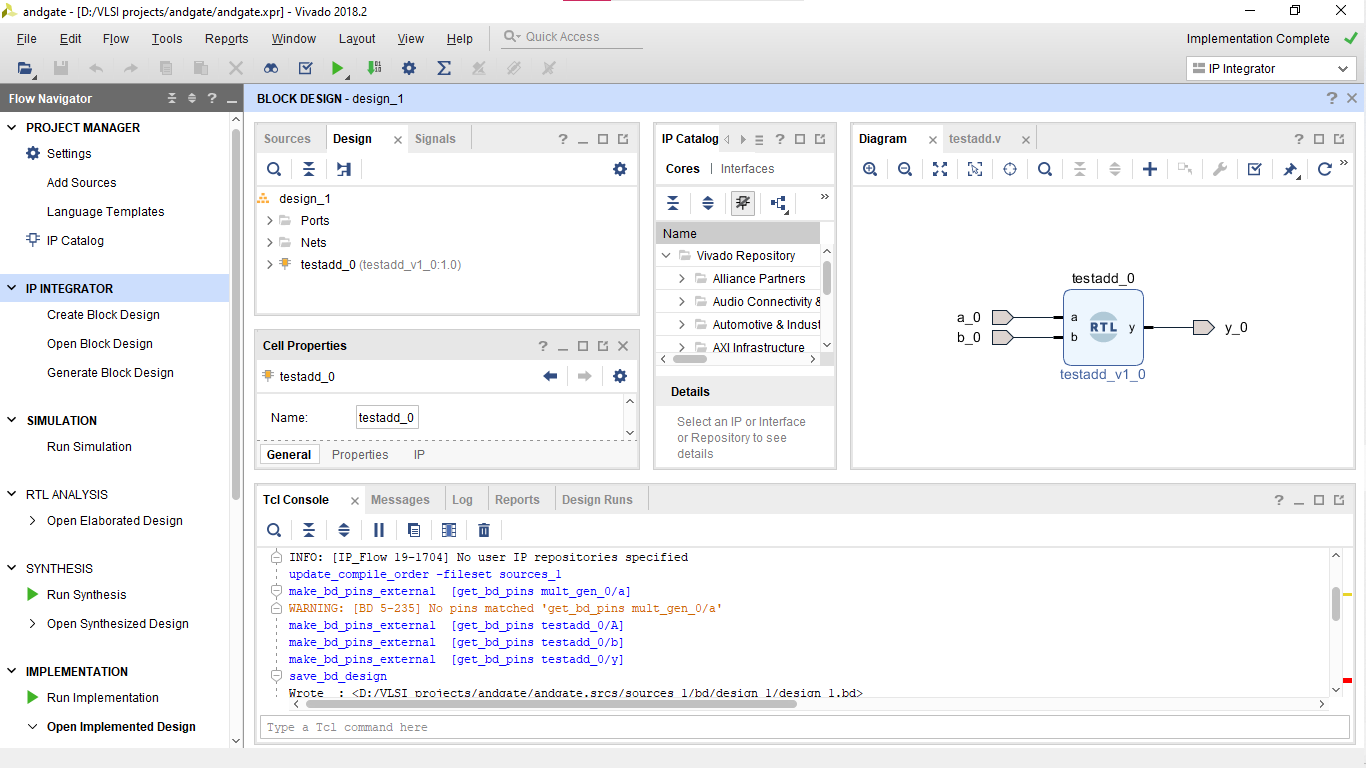 andgate - [D:/VLSI projects/andgate/andgate.xpr] - Vivado 2018.2
File Edit Flow Tools Reports Window Layout View Help Quick Access
Implementation Complete
IP Integrator
Flow Navigator
PROJECT MANAGER
Settings
Add Sources
Language Templates
IP Catalog
IP INTEGRATOR
Create Block Design
Open Block Design
Generate Block Design
SIMULATION
Run Simulation
RTL ANALYSIS
Open Elaborated Design
SYNTHESIS
Run Synthesis
Open Synthesized Design
IMPLEMENTATION
Run Implementation
Open Implemented Design
BLOCK DESIGN - design_1
Sources Design Signals
design_1
Ports
Nets
testadd_0 (testadd_v1_0:1.0)
Cell Properties
testadd_0
Name: testadd_0
General Properties IP
IP Catalog
Cores | Interfaces
Name
Vivado Repository
Alliance Partners
Audio Connectivity &
Automotive & Indust
AXI Infrastructure
Details
Select an IP or Interface
or Repository to see
details
Diagram testadd.v
testadd_0
a_0 a
b_0 b
RTL
y y_0
testadd_v1_0
Tcl Console Messages Log Reports Design Runs
INFO: [IP_Flow 19-1704] No user IP repositories specified
update_compile_order -fileset sources_1
make_bd_pins_external  [get_bd_pins mult_gen_0/a]
WARNING: [BD 5-235] No pins matched 'get_bd_pins mult_gen_0/a'
make_bd_pins_external  [get_bd_pins testadd_0/A]
make_bd_pins_external  [get_bd_pins testadd_0/b]
make_bd_pins_external  [get_bd_pins testadd_0/y]
save_bd_design
Wrote  : <D:/VLSI projects/andgate/andgate.srcs/sources_1/bd/design_1/design_1.bd>
Type a Tcl command here